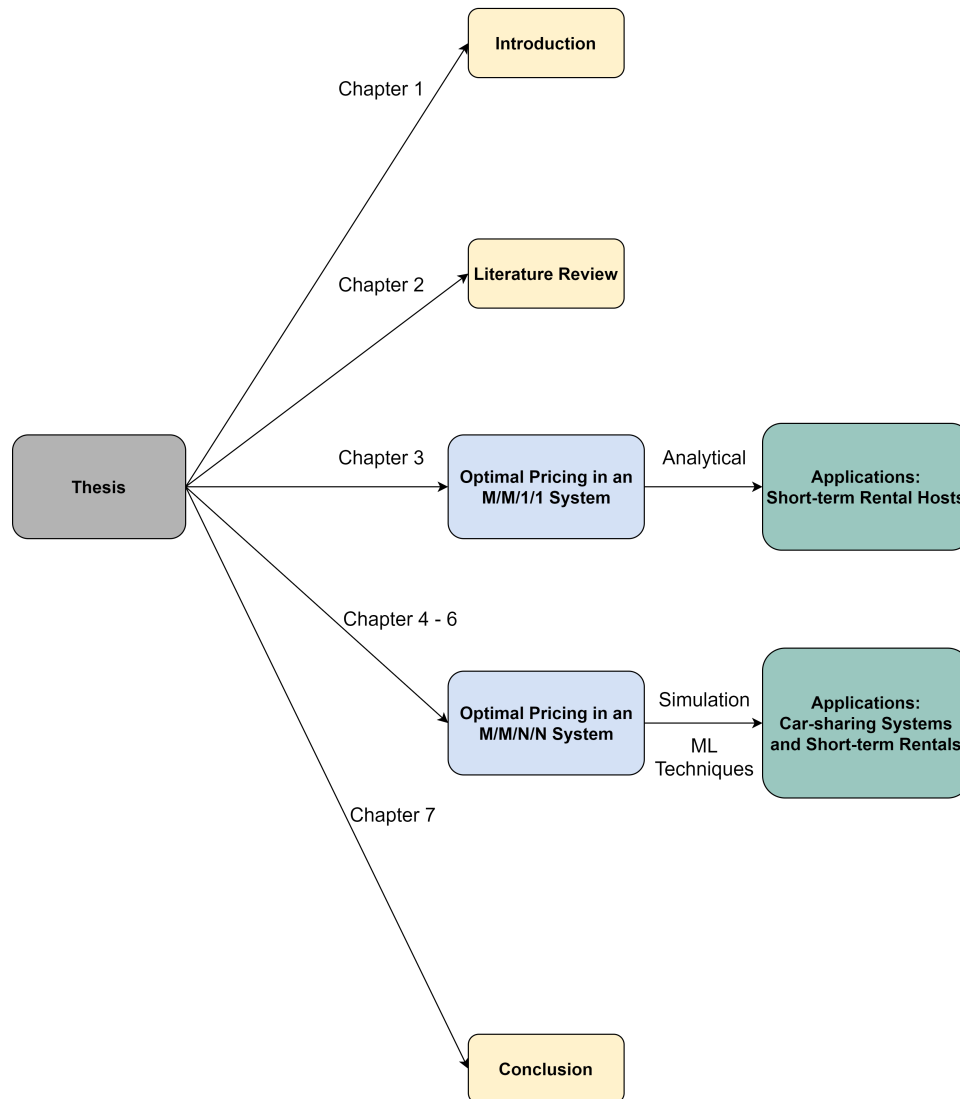 Introduction
Chapter 1
Literature Review
Chapter 2
Thesis
Chapter 3
Optimal Pricing in an
M/M/1/1 System
Analytical
Applications:
Short-term Rental Hosts
Chapter 4 - 6
Optimal Pricing in an
M/M/N/N System
Simulation
ML
Techniques
Applications:
Car-sharing Systems
and Short-term Rentals
Chapter 7
Conclusion